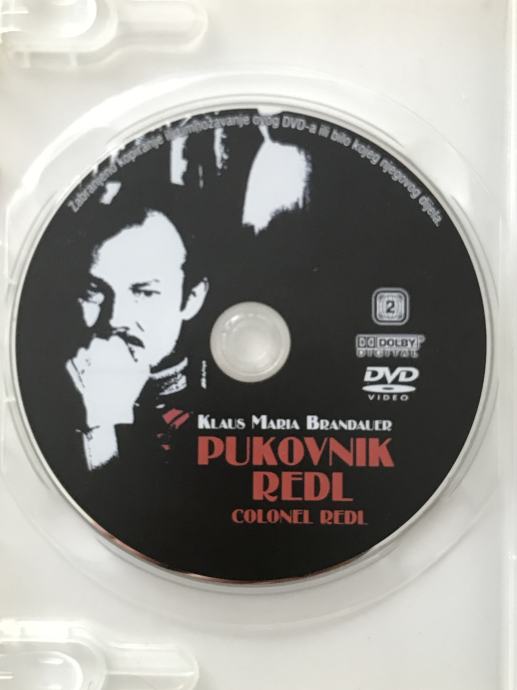 Zabranjeno kopiranje i umnožavanje ovog DVD-a ili bilo kojeg njegovog dijela.
2
DOLBY
DIGITAL
DVD
VIDEO
KLAUS MARIA BRANDAUER
PUKOVNIK
REDL
COLONEL REDL